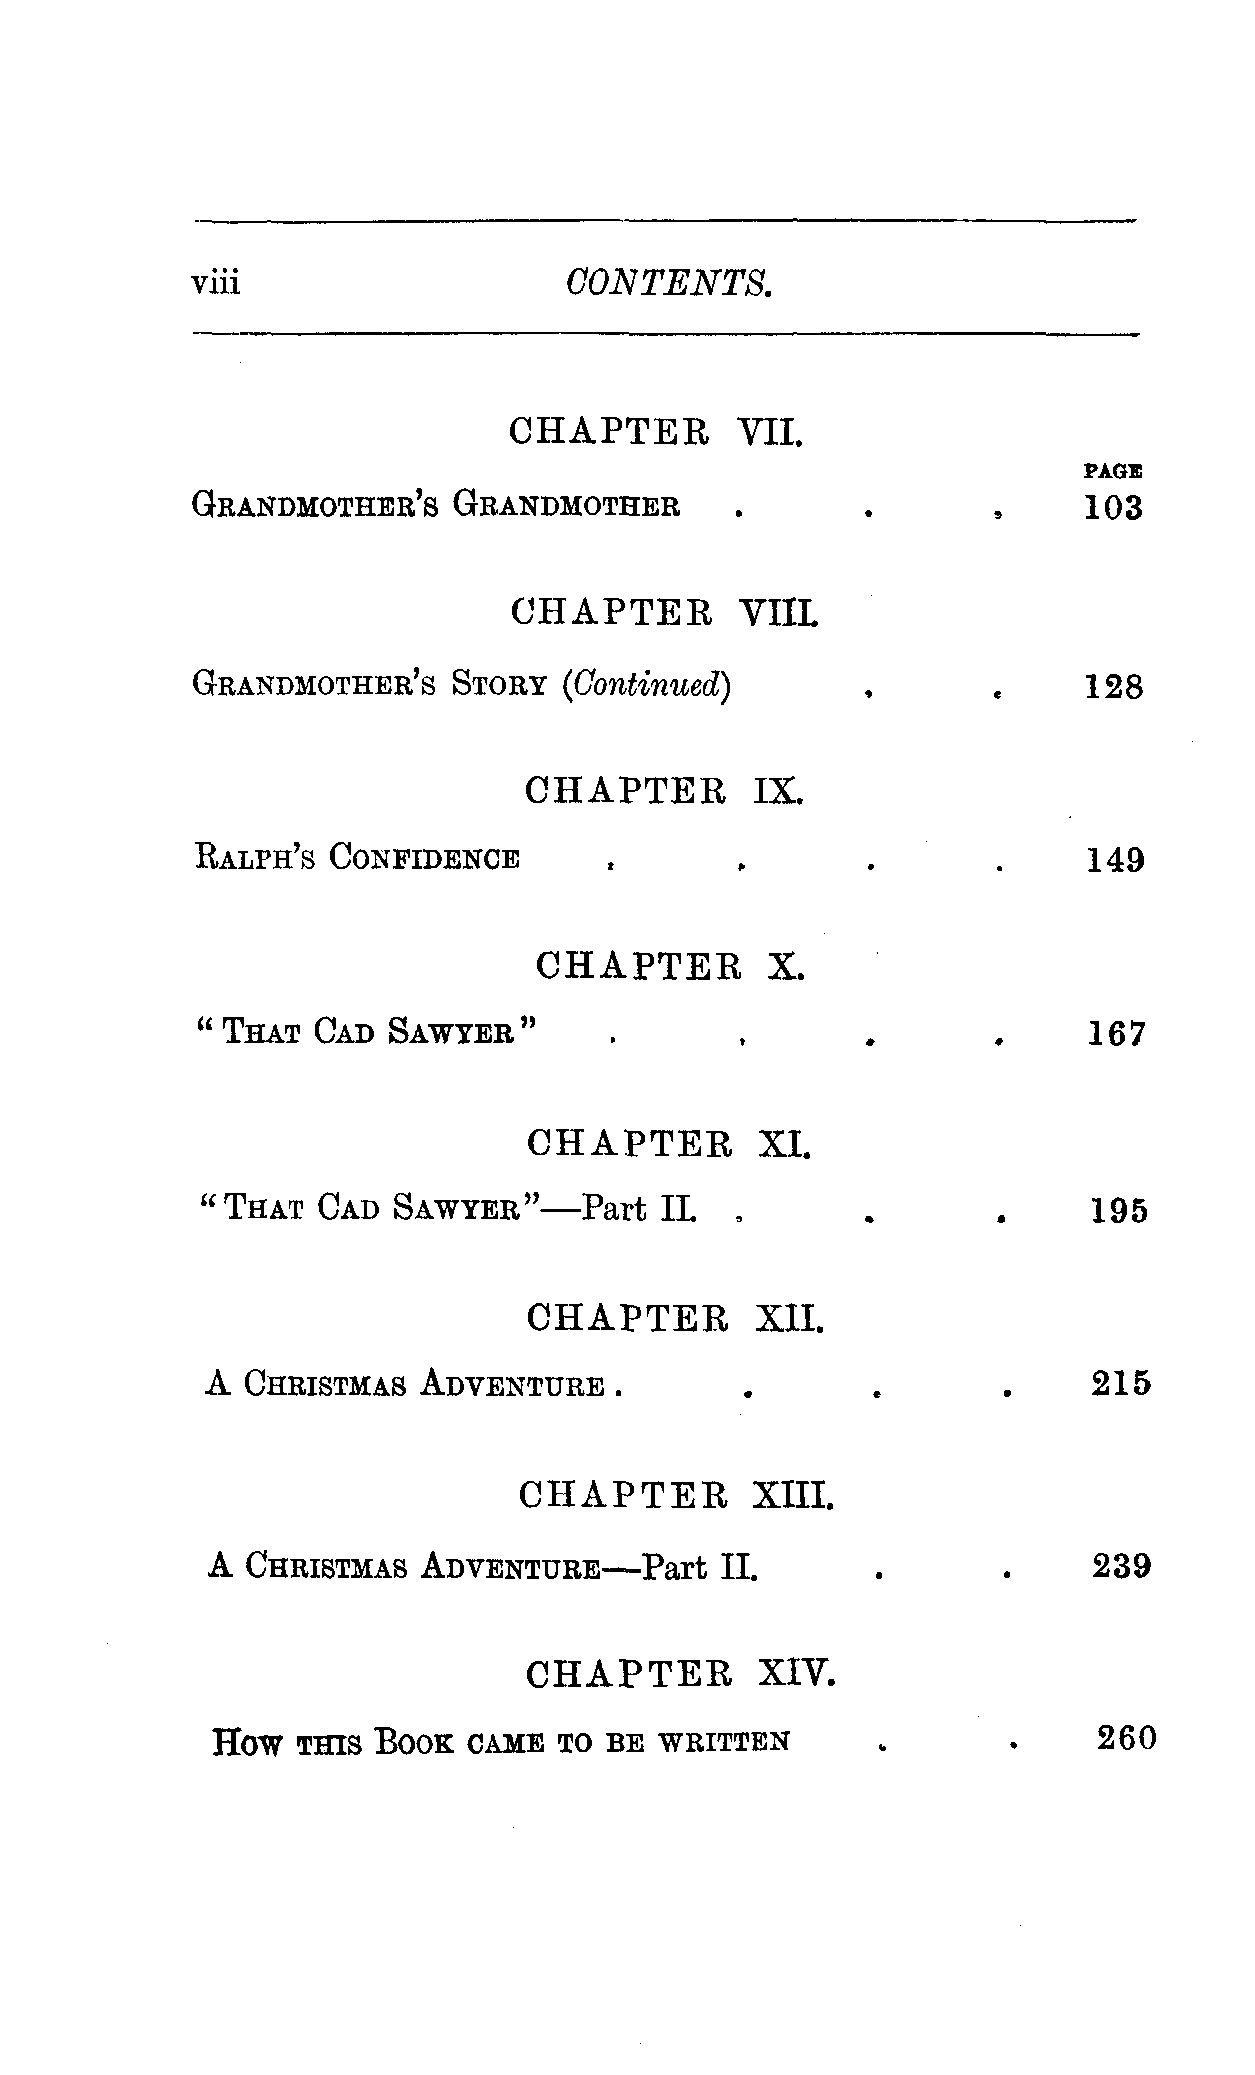 viii CONTENTS.
CHAPTER VII.
PAGE
GRANDMOTHER'S GRANDMOTHER . . . 103
CHAPTER VIII.
GRANDMOTHER'S STORY (Continued) . . 128
CHAPTER IX.
RALPH'S CONFIDENCE . . . . 149
CHAPTER X.
"THAT CAD SAWYER" . . . . 167
CHAPTER XI.
"THAT CAD SAWYER"—Part II. . . . 195
CHAPTER XII.
A CHRISTMAS ADVENTURE . . . . 215
CHAPTER XIII.
A CHRISTMAS ADVENTURE—Part II. . . 239
CHAPTER XIV.
HOW THIS BOOK CAME TO BE WRITTEN . . 260